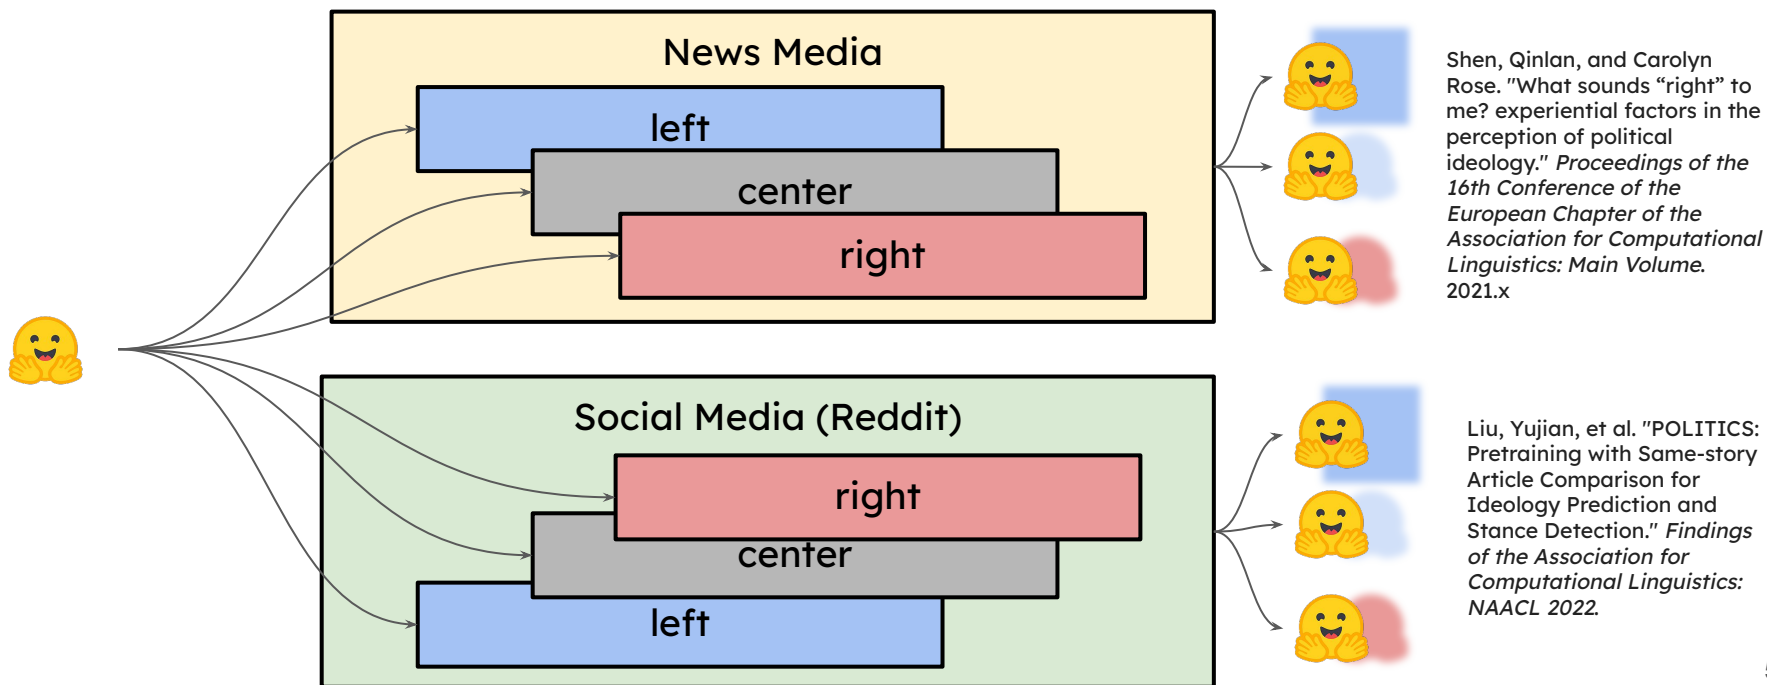 News Media
left
center
right
Shen, Qinlan, and Carolyn
Rose. "What sounds “right” to
me? experiential factors in the
perception of political
ideology." Proceedings of the
16th Conference of the
European Chapter of the
Association for Computational
Linguistics: Main Volume.
2021.x
Social Media (Reddit)
right
center
left
Liu, Yujian, et al. "POLITICS:
Pretraining with Same-story
Article Comparison for
Ideology Prediction and
Stance Detection." Findings
of the Association for
Computational Linguistics:
NAACL 2022.